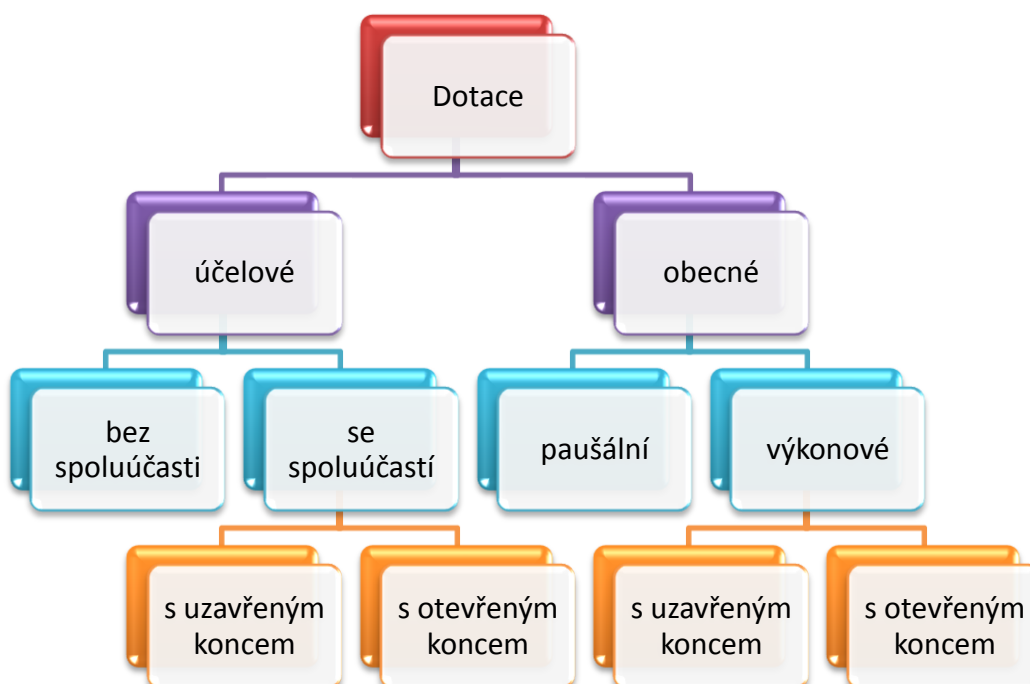 Dotace
účelové
obecné
bez
spoluúčasti
se
spoluúčastí
paušální
výkonové
s uzavřeným
koncem
s otevřeným
koncem
s uzavřeným
koncem
s otevřeným
koncem